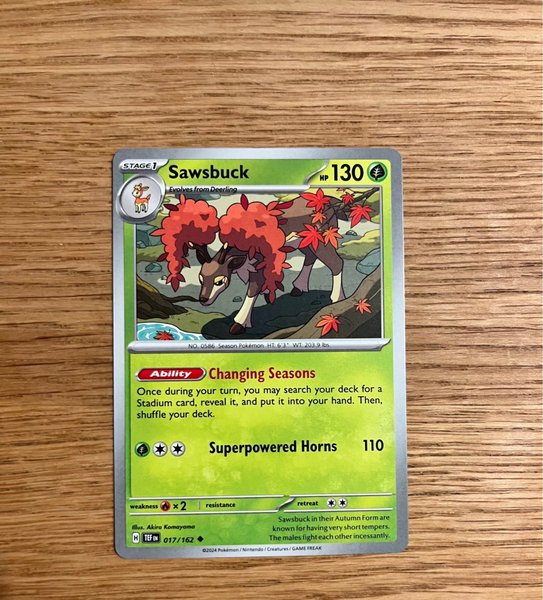 STAGE 1
Sawsbuck
HP 130
Evolves from Deerling
NO. 0586 Season Pokémon HT: 6'3" WT: 203.9 lbs.
Ability Changing Seasons
Once during your turn, you may search your deck for a
Stadium card, reveal it, and put it into your hand. Then,
shuffle your deck.
Superpowered Horns 110
weakness × 2 resistance retreat
Illus. Akira Komayama
H TEF EN 017/162
Sawsbuck in their Autumn Form are
known for having very short tempers.
The males fight each other incessantly.
©2024 Pokémon / Nintendo / Creatures / GAME FREAK